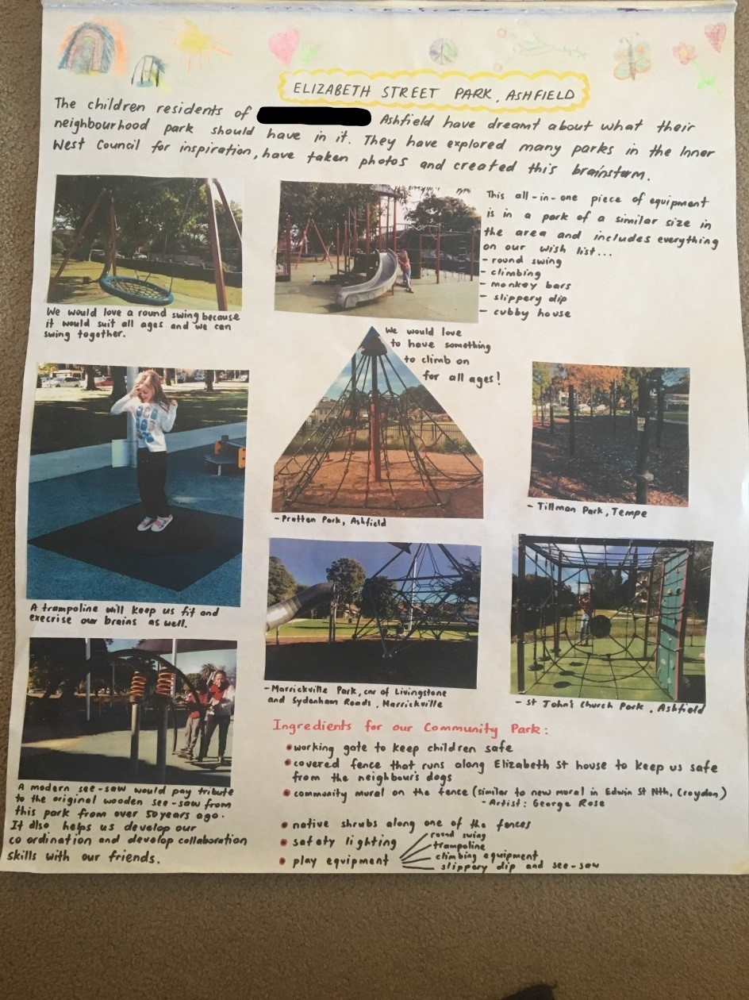 ELIZABETH STREET PARK, ASHFIELD
The children residents of Ashfield have dreamt about what their
neighbourhood park should have in it. They have explored many parks in the Inner
West Council for inspiration, have taken photos and created this brainstorm.
We would love a round swing because
it would suit all ages and we can
swing together.
This all-in-one piece of equipment
is in a park of a similar size in
the area and includes everything
on our wish list...
- round swing
- climbing
- monkey bars
- slippery dip
- cubby house
We would love
to have something
to climb on
for all ages!
- Pratten Park, Ashfield
- Tillman Park, Tempe
A trampoline will keep us fit and
execrise our brains as well.
- Marrickville Park, cnr of Livingstone
and Sydenham Roads, Marrickville
- St John's Church Park, Ashfield
A modern see-saw would pay tribute
to the original wooden see-saw from
this park from over 50 years ago.
It also helps us develop our
co ordination and develop collaboration
skills with our friends.
Ingredients for our Community Park:
• working gate to keep children safe
• covered fence that runs along Elizabeth St house to keep us safe
from the neighbour's dogs
• community mural on the fence (similar to new mural in Edwin St Nth, Croydon)
- Artist: George Rose
• native shrubs along one of the fences
• safety lighting
• play equipment
round swing
trampoline
climbing equipment
slippery dip and see-saw